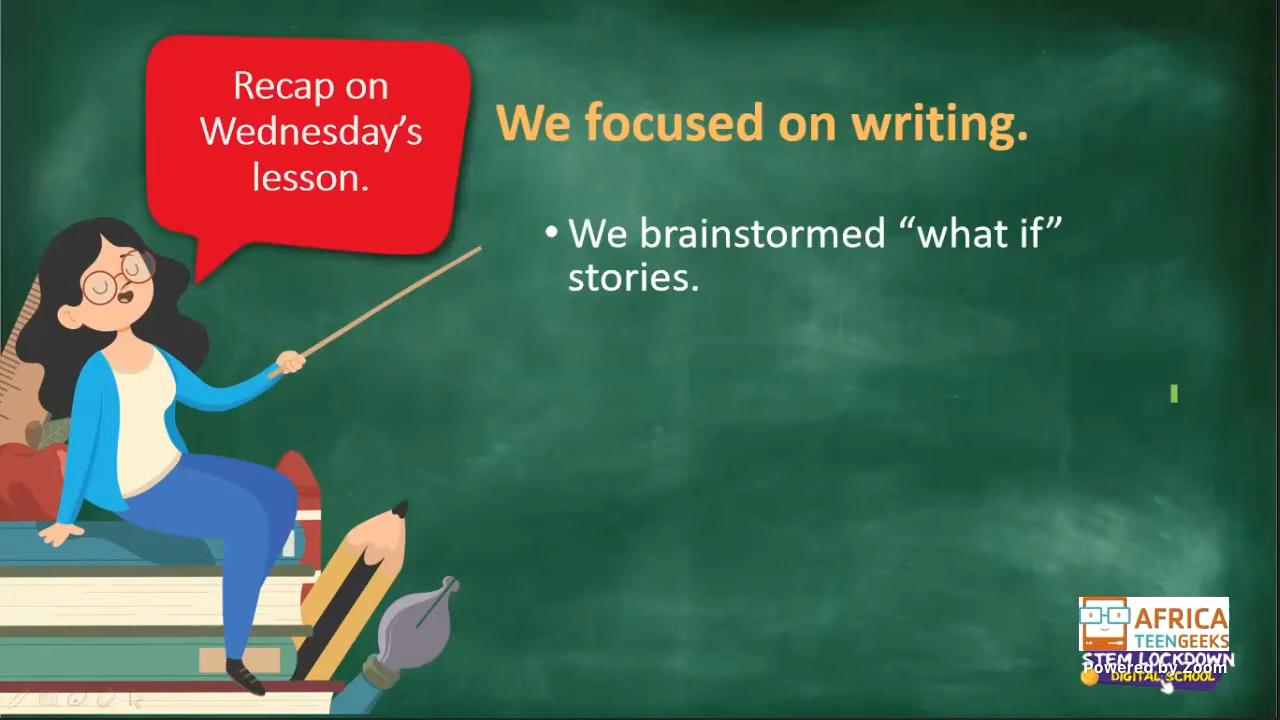 Recap on
Wednesday’s
lesson.
We focused on writing.
• We brainstormed “what if”
stories.
AFRICA
TEENGEEKS
STEM LOCKDOWN
Powered by Zoom
DIGITAL SCHOOL